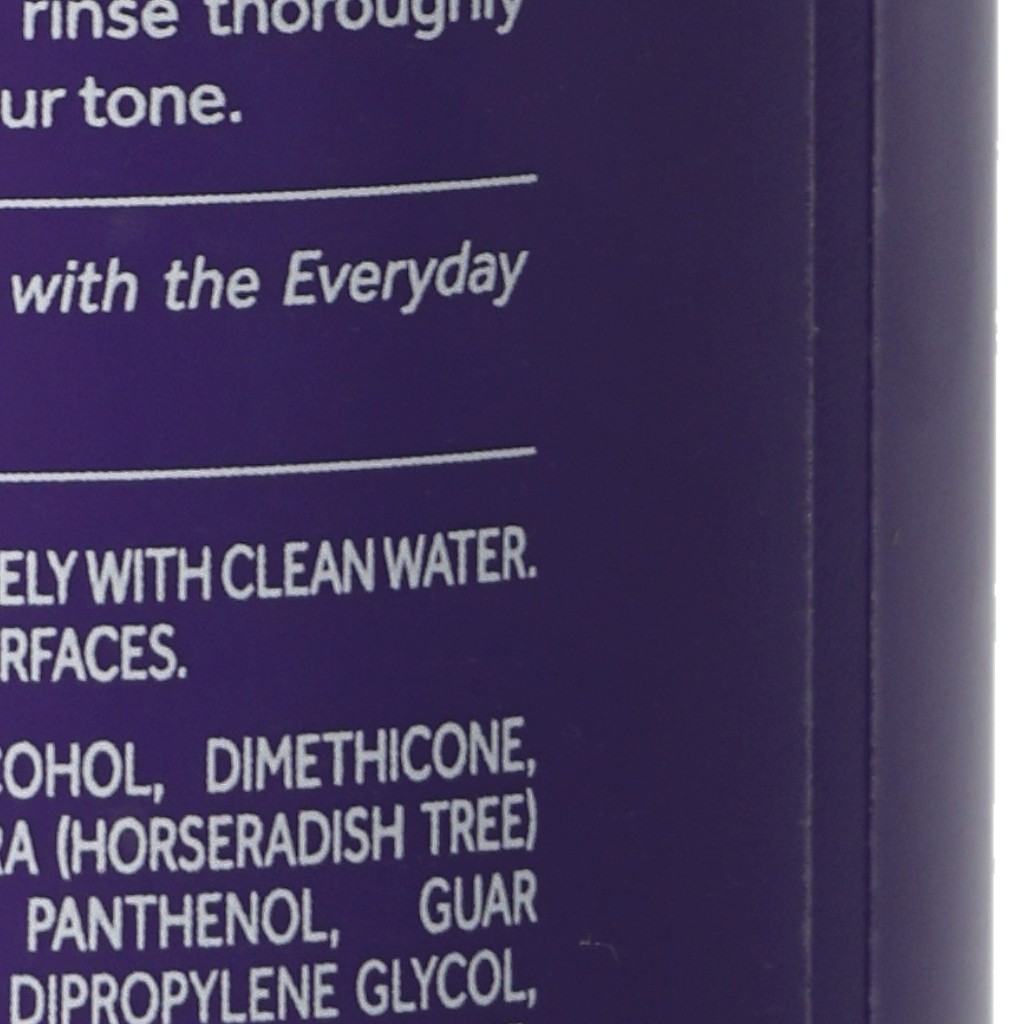 rinse thoroughly
ur tone.
with the Everyday
ELY WITH CLEAN WATER.
RFACES.
COHOL, DIMETHICONE,
RA (HORSERADISH TREE)
PANTHENOL, GUAR
DIPROPYLENE GLYCOL,